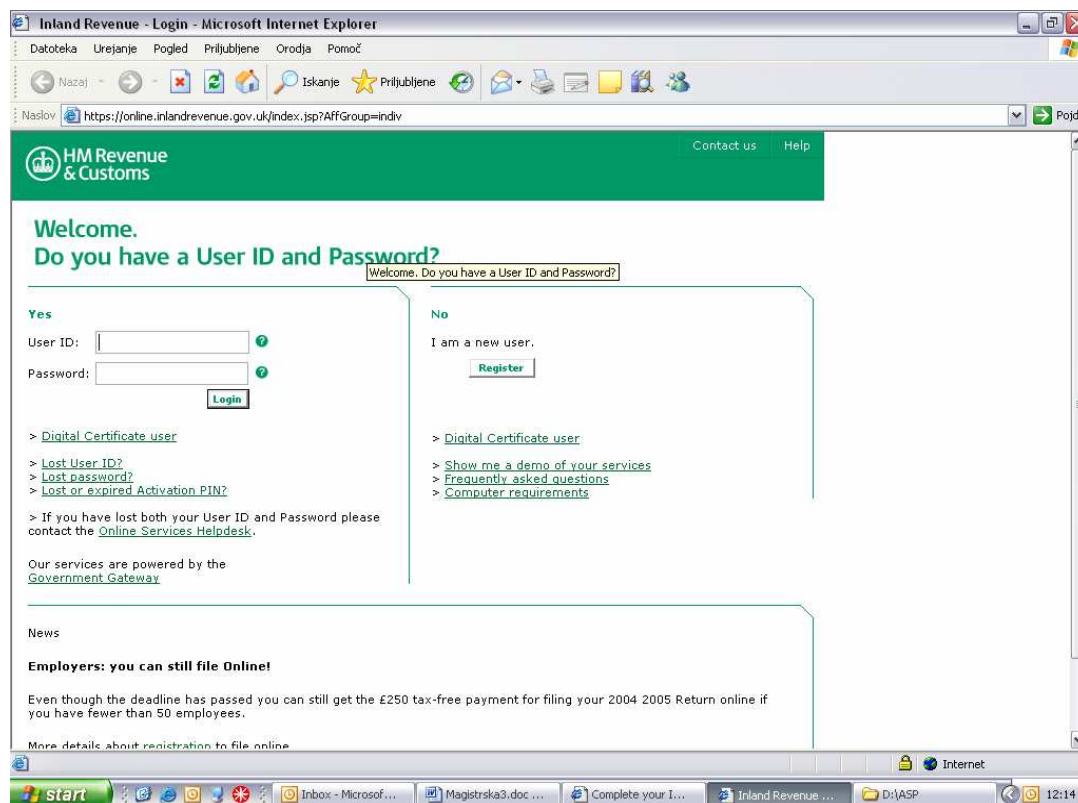 Inland Revenue - Login - Microsoft Internet Explorer
Datoteka Urejanje Pogled Priljubljene Orodja Pomoč
Nazaj Iskanje Priljubljene
Naslov https://online.inlandrevenue.gov.uk/index.jsp?AffGroup=indiv Pojd
HM Revenue
& Customs
Contact us Help
Welcome.
Do you have a User ID and Password?
Welcome. Do you have a User ID and Password?
Yes
User ID:
Password:
Login
> Digital Certificate user
> Lost User ID?
> Lost password?
> Lost or expired Activation PIN?
> If you have lost both your User ID and Password please
contact the Online Services Helpdesk.
Our services are powered by the
Government Gateway
No
I am a new user.
Register
> Digital Certificate user
> Show me a demo of your services
> Frequently asked questions
> Computer requirements
News
Employers: you can still file Online!
Even though the deadline has passed you can still get the £250 tax-free payment for filing your 2004 2005 Return online if
you have fewer than 50 employees.
More details about registration to file online
Internet
start Inbox - Microsof... Magistrska3.doc ... Complete your I... Inland Revenue ... D:\ASP 12:14